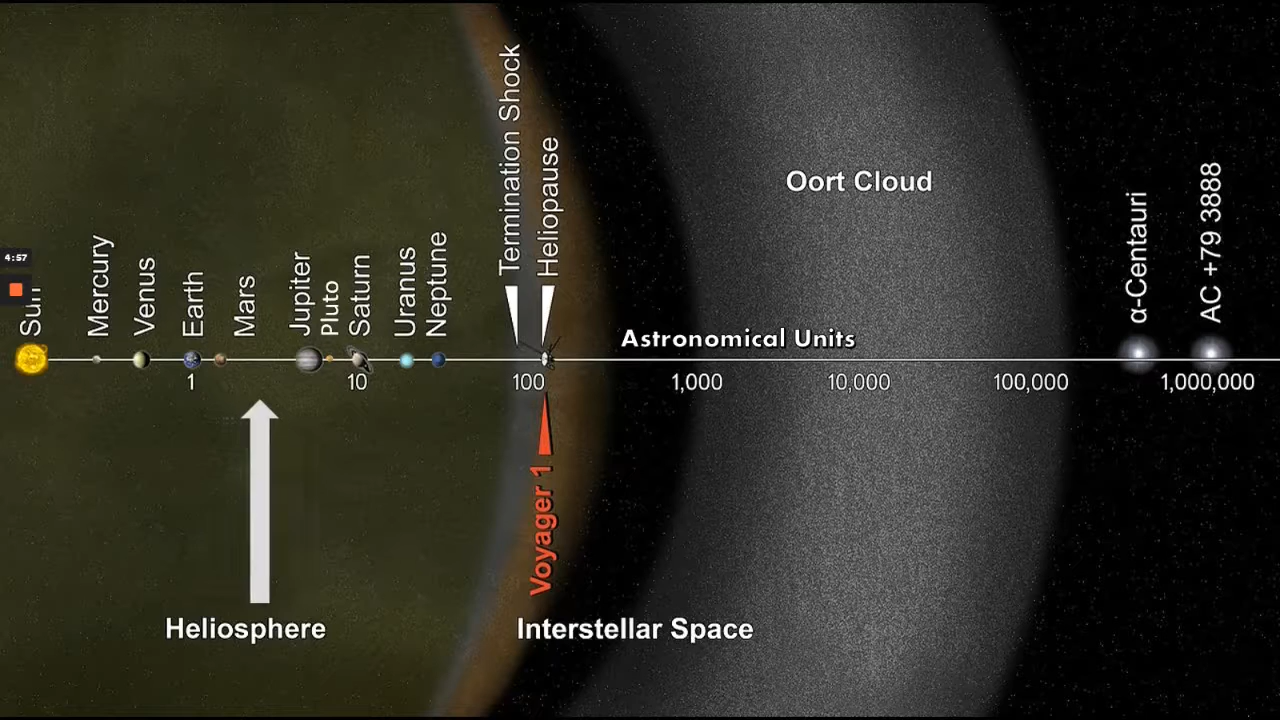 4:57
Sun
Mercury
Venus
Earth
Mars
Jupiter
Pluto
Saturn
Uranus
Neptune
Termination Shock
Heliopause
Oort Cloud
α-Centauri
AC +79 3888
Astronomical Units
1
10
100
1,000
10,000
100,000
1,000,000
Voyager 1
Heliosphere
Interstellar Space